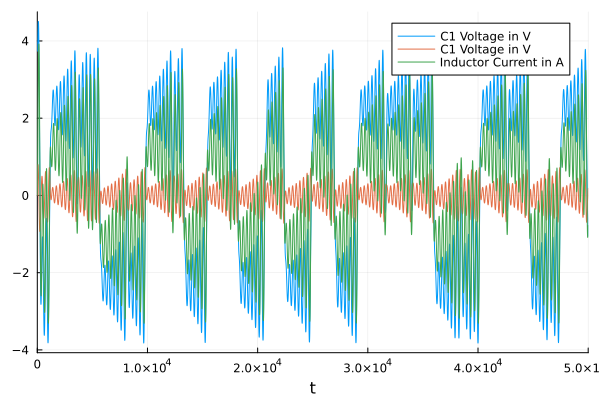 4
2
0
−2
−4
C1 Voltage in V
C1 Voltage in V
Inductor Current in A
0 1.0×10⁴ 2.0×10⁴ 3.0×10⁴ 4.0×10⁴ 5.0×1
t